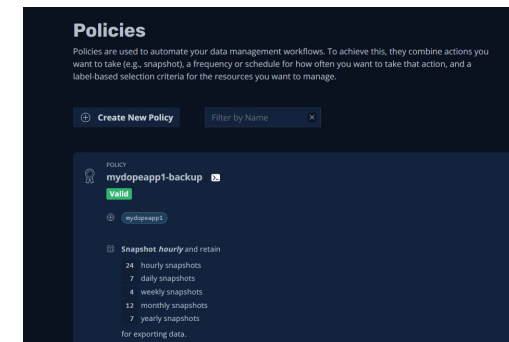 Policies
Policies are used to automate your data management workflows. To achieve this, they combine actions you
want to take (e.g., snapshot), a frequency or schedule for how often you want to take that action, and a
label-based selection criteria for the resources you want to manage.
Create New Policy
Filter by Name
POLICY
mydopeapp1-backup
Valid
mydopeapp1
Snapshot hourly and retain
24 hourly snapshots
7 daily snapshots
4 weekly snapshots
12 monthly snapshots
7 yearly snapshots
for exporting data.